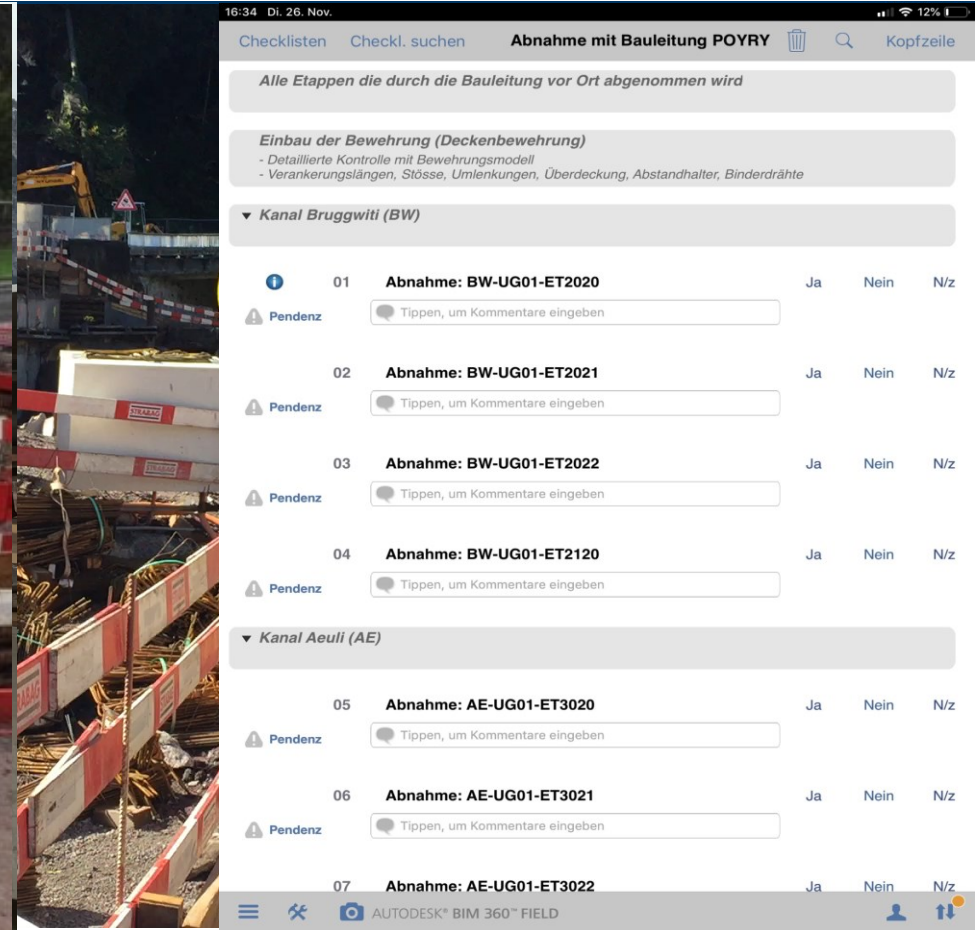 16:34 Di. 26. Nov.
12%
Checklisten Checkl. suchen Abnahme mit Bauleitung POYRY Kopfzeile
Alle Etappen die durch die Bauleitung vor Ort abgenommen wird
Einbau der Bewehrung (Deckenbewehrung)
- Detaillierte Kontrolle mit Bewehrungsmodell
- Verankerungslängen, Stösse, Umlenkungen, Überdeckung, Abstandhalter, Binderdrähte
Kanal Bruggwiti (BW)
01 Abnahme: BW-UG01-ET2020 Ja Nein N/z
Pendenz Tippen, um Kommentare eingeben
02 Abnahme: BW-UG01-ET2021 Ja Nein N/z
Pendenz Tippen, um Kommentare eingeben
03 Abnahme: BW-UG01-ET2022 Ja Nein N/z
Pendenz Tippen, um Kommentare eingeben
04 Abnahme: BW-UG01-ET2120 Ja Nein N/z
Pendenz Tippen, um Kommentare eingeben
Kanal Aeuli (AE)
05 Abnahme: AE-UG01-ET3020 Ja Nein N/z
Pendenz Tippen, um Kommentare eingeben
06 Abnahme: AE-UG01-ET3021 Ja Nein N/z
Pendenz Tippen, um Kommentare eingeben
07 Abnahme: AE-UG01-ET3022 Ja Nein N/z
AUTODESK® BIM 360™ FIELD
STRABAG
STRABAG
STRABAG
STRABAG